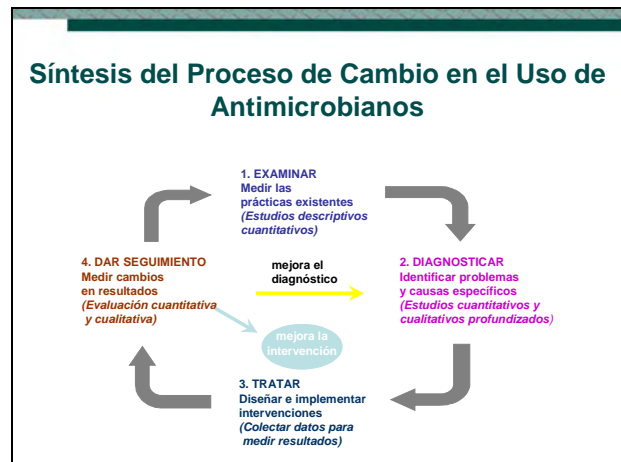 Síntesis del Proceso de Cambio en el Uso de
Antimicrobianos
1. EXAMINAR
Medir las
prácticas existentes
(Estudios descriptivos
cuantitativos)
2. DIAGNOSTICAR
Identificar problemas
y causas específicos
(Estudios cuantitativos y
cualitativos profundizados)
3. TRATAR
Diseñar e implementar
intervenciones
(Colectar datos para
medir resultados)
4. DAR SEGUIMIENTO
Medir cambios
en resultados
(Evaluación cuantitativa
y cualitativa)
mejora el
diagnóstico
mejora la
intervención